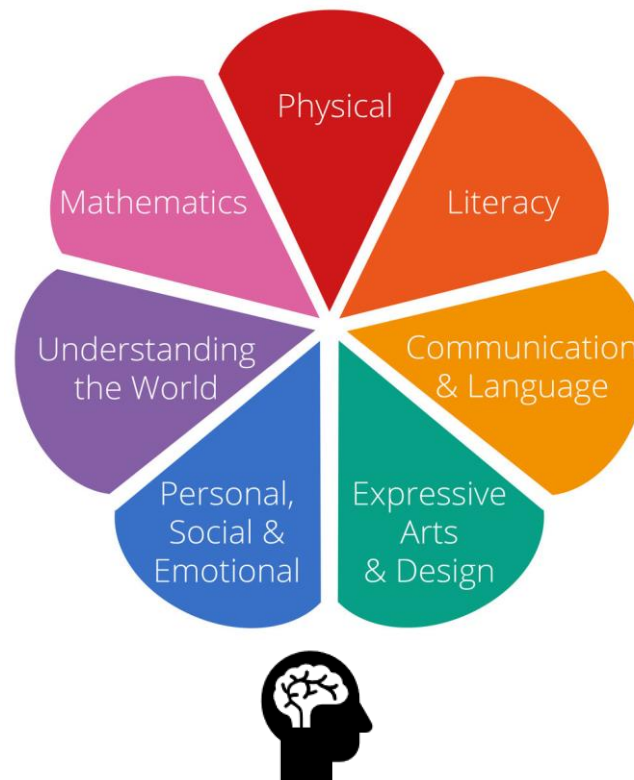 Physical
Literacy
Communication
& Language
Expressive
Arts
& Design
Personal,
Social &
Emotional
Understanding
the World
Mathematics